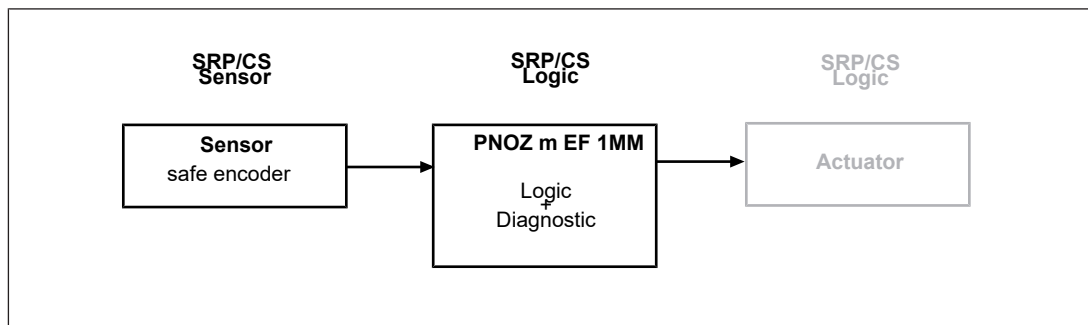 SRP/CS
Sensor
SRP/CS
Logic
SRP/CS
Logic
Sensor
safe encoder
PNOZ m EF 1MM
Logic
+
Diagnostic
Actuator